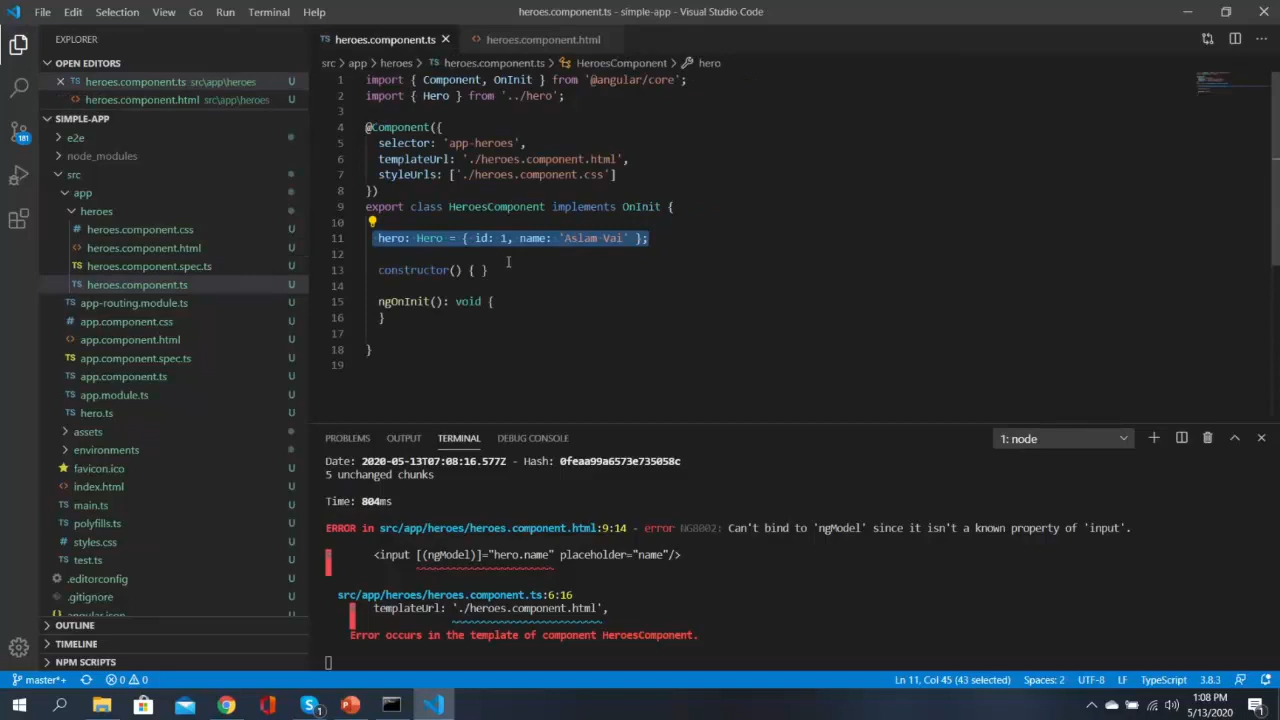 File Edit Selection View Go Run Terminal Help
heroes.component.ts - simple-app - Visual Studio Code
EXPLORER
OPEN EDITORS
heroes.component.ts src\app\heroes U
heroes.component.html src\app\heroes U
SIMPLE-APP
e2e
node_modules
src
app
heroes
heroes.component.css U
heroes.component.html U
heroes.component.spec.ts U
heroes.component.ts U
app-routing.module.ts U
app.component.css U
app.component.html U
app.component.spec.ts U
app.component.ts U
app.module.ts U
hero.ts U
assets
environments
favicon.ico U
index.html U
main.ts U
polyfills.ts U
styles.css U
test.ts U
.editorconfig U
.gitignore U
angular.json U
OUTLINE
TIMELINE
NPM SCRIPTS
181
heroes.component.ts
heroes.component.html
src > app > heroes > TS heroes.component.ts > HeroesComponent > hero
1 import { Component, OnInit } from '@angular/core';
2 import { Hero } from '../hero';
3
4 @Component({
5 selector: 'app-heroes',
6 templateUrl: './heroes.component.html',
7 styleUrls: ['./heroes.component.css']
8 })
9 export class HeroesComponent implements OnInit {
10
11 hero: Hero = { id: 1, name: 'Aslam Vai' };
12
13 constructor() { }
14
15 ngOnInit(): void {
16 }
17
18 }
19
PROBLEMS OUTPUT TERMINAL DEBUG CONSOLE
1: node
Date: 2020-05-13T07:08:16.577Z - Hash: 0feaa99a6573e735058c
5 unchanged chunks
Time: 804ms
ERROR in src/app/heroes/heroes.component.html:9:14 - error NG8002: Can't bind to 'ngModel' since it isn't a known property of 'input'.
<input [(ngModel)]="hero.name" placeholder="name"/>
src/app/heroes/heroes.component.ts:6:16
templateUrl: './heroes.component.html',
Error occurs in the template of component HeroesComponent.
master*+ 0 0
Ln 11, Col 45 (43 selected) Spaces: 2 UTF-8 LF TypeScript 3.8.3
1:08 PM
5/13/2020